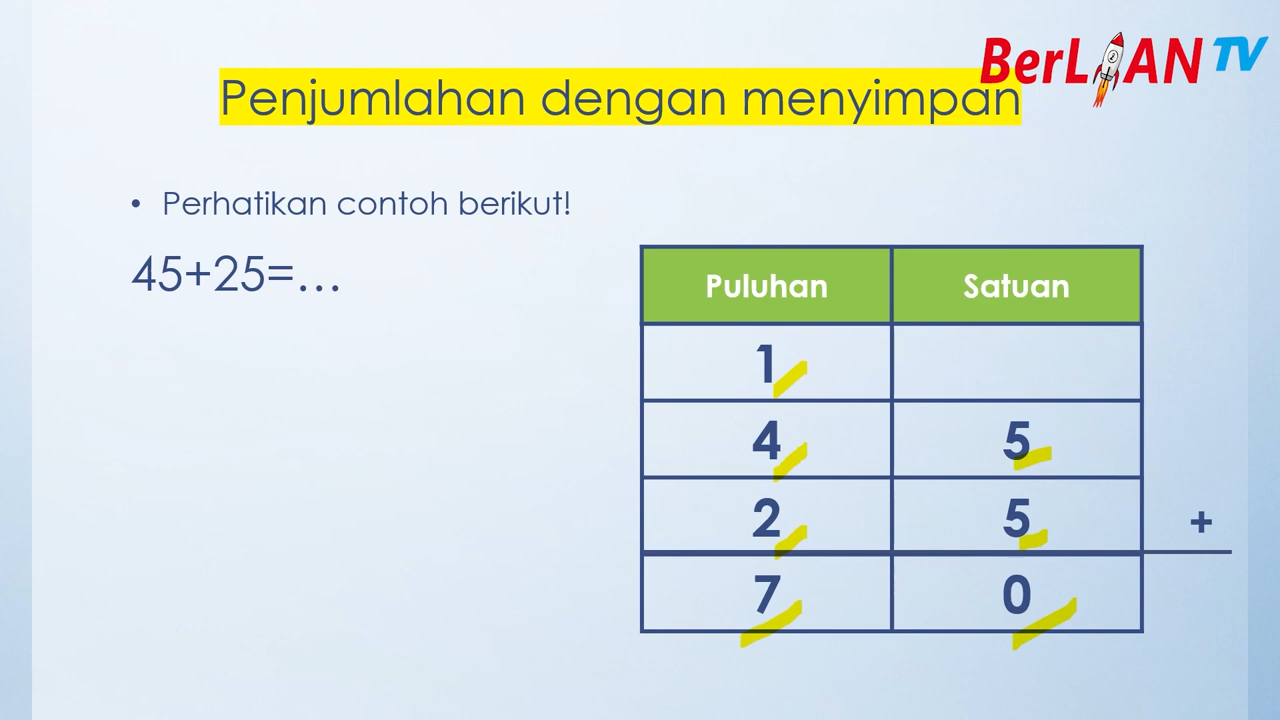 BerLIAN TV
Penjumlahan dengan menyimpan
• Perhatikan contoh berikut!
45+25=...
Puluhan Satuan
1
4 5
2 5 +
7 0